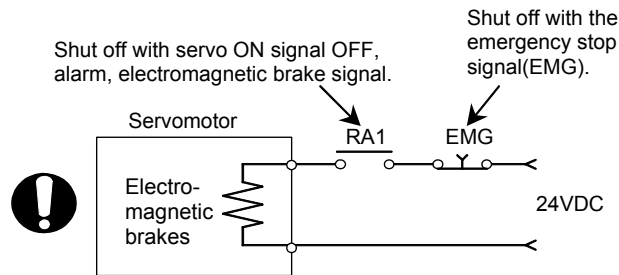 Shut off with servo ON signal OFF,
alarm, electromagnetic brake signal.
Shut off with the
emergency stop
signal(EMG).
Servomotor
RA1
EMG
Electro-
magnetic
brakes
24VDC